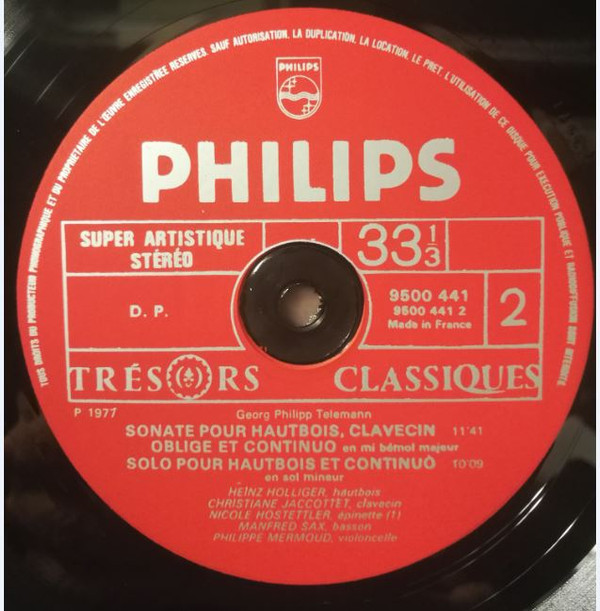 TOUS DROITS DU PRODUCTEUR PHONOGRAPHIQUE ET DU PROPRIETAIRE DE L'ŒUVRE ENREGISTREE RESERVES. SAUF AUTORISATION, LA DUPLICATION, LA LOCATION, LE PRET, L'UTILISATION DE CE DISQUE POUR EXECUTION PUBLIQUE ET RADIODIFFUSION SONT INTERDITS.
PHILIPS
PHILIPS
SUPER ARTISTIQUE
STÉRÉO
33 1/3
D. P.
9500 441
9500 441 2
Made in France
2
TRÉSORS CLASSIQUES
P 1977
Georg Philipp Telemann
SONATE POUR HAUTBOIS, CLAVECIN 11'41
OBLIGE ET CONTINUO en mi bémol majeur
SOLO POUR HAUTBOIS ET CONTINUO 10'09
en sol mineur
HEINZ HOLLIGER, hautbois
CHRISTIANE JACCOTTET, clavecin
NICOLE HOSTETTLER, épinette (1)
MANFRED SAX, basson
PHILIPPE MERMOUD, violoncelle